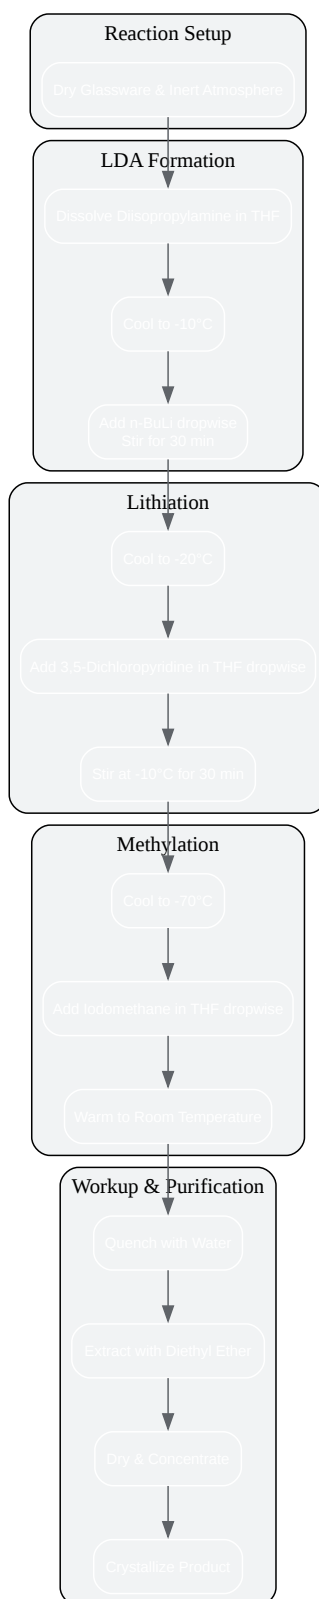 Reaction Setup
Dry Glassware & Inert Atmosphere
LDA Formation
Dissolve Diisopropylamine in THF
Cool to -10°C
Add n-BuLi dropwise
Stir for 30 min
Lithiation
Cool to -20°C
Add 3,5-Dichloropyridine in THF dropwise
Stir at -10°C for 30 min
Methylation
Cool to -70°C
Add Iodomethane in THF dropwise
Warm to Room Temperature
Workup & Purification
Quench with Water
Extract with Diethyl Ether
Dry & Concentrate
Crystallize Product